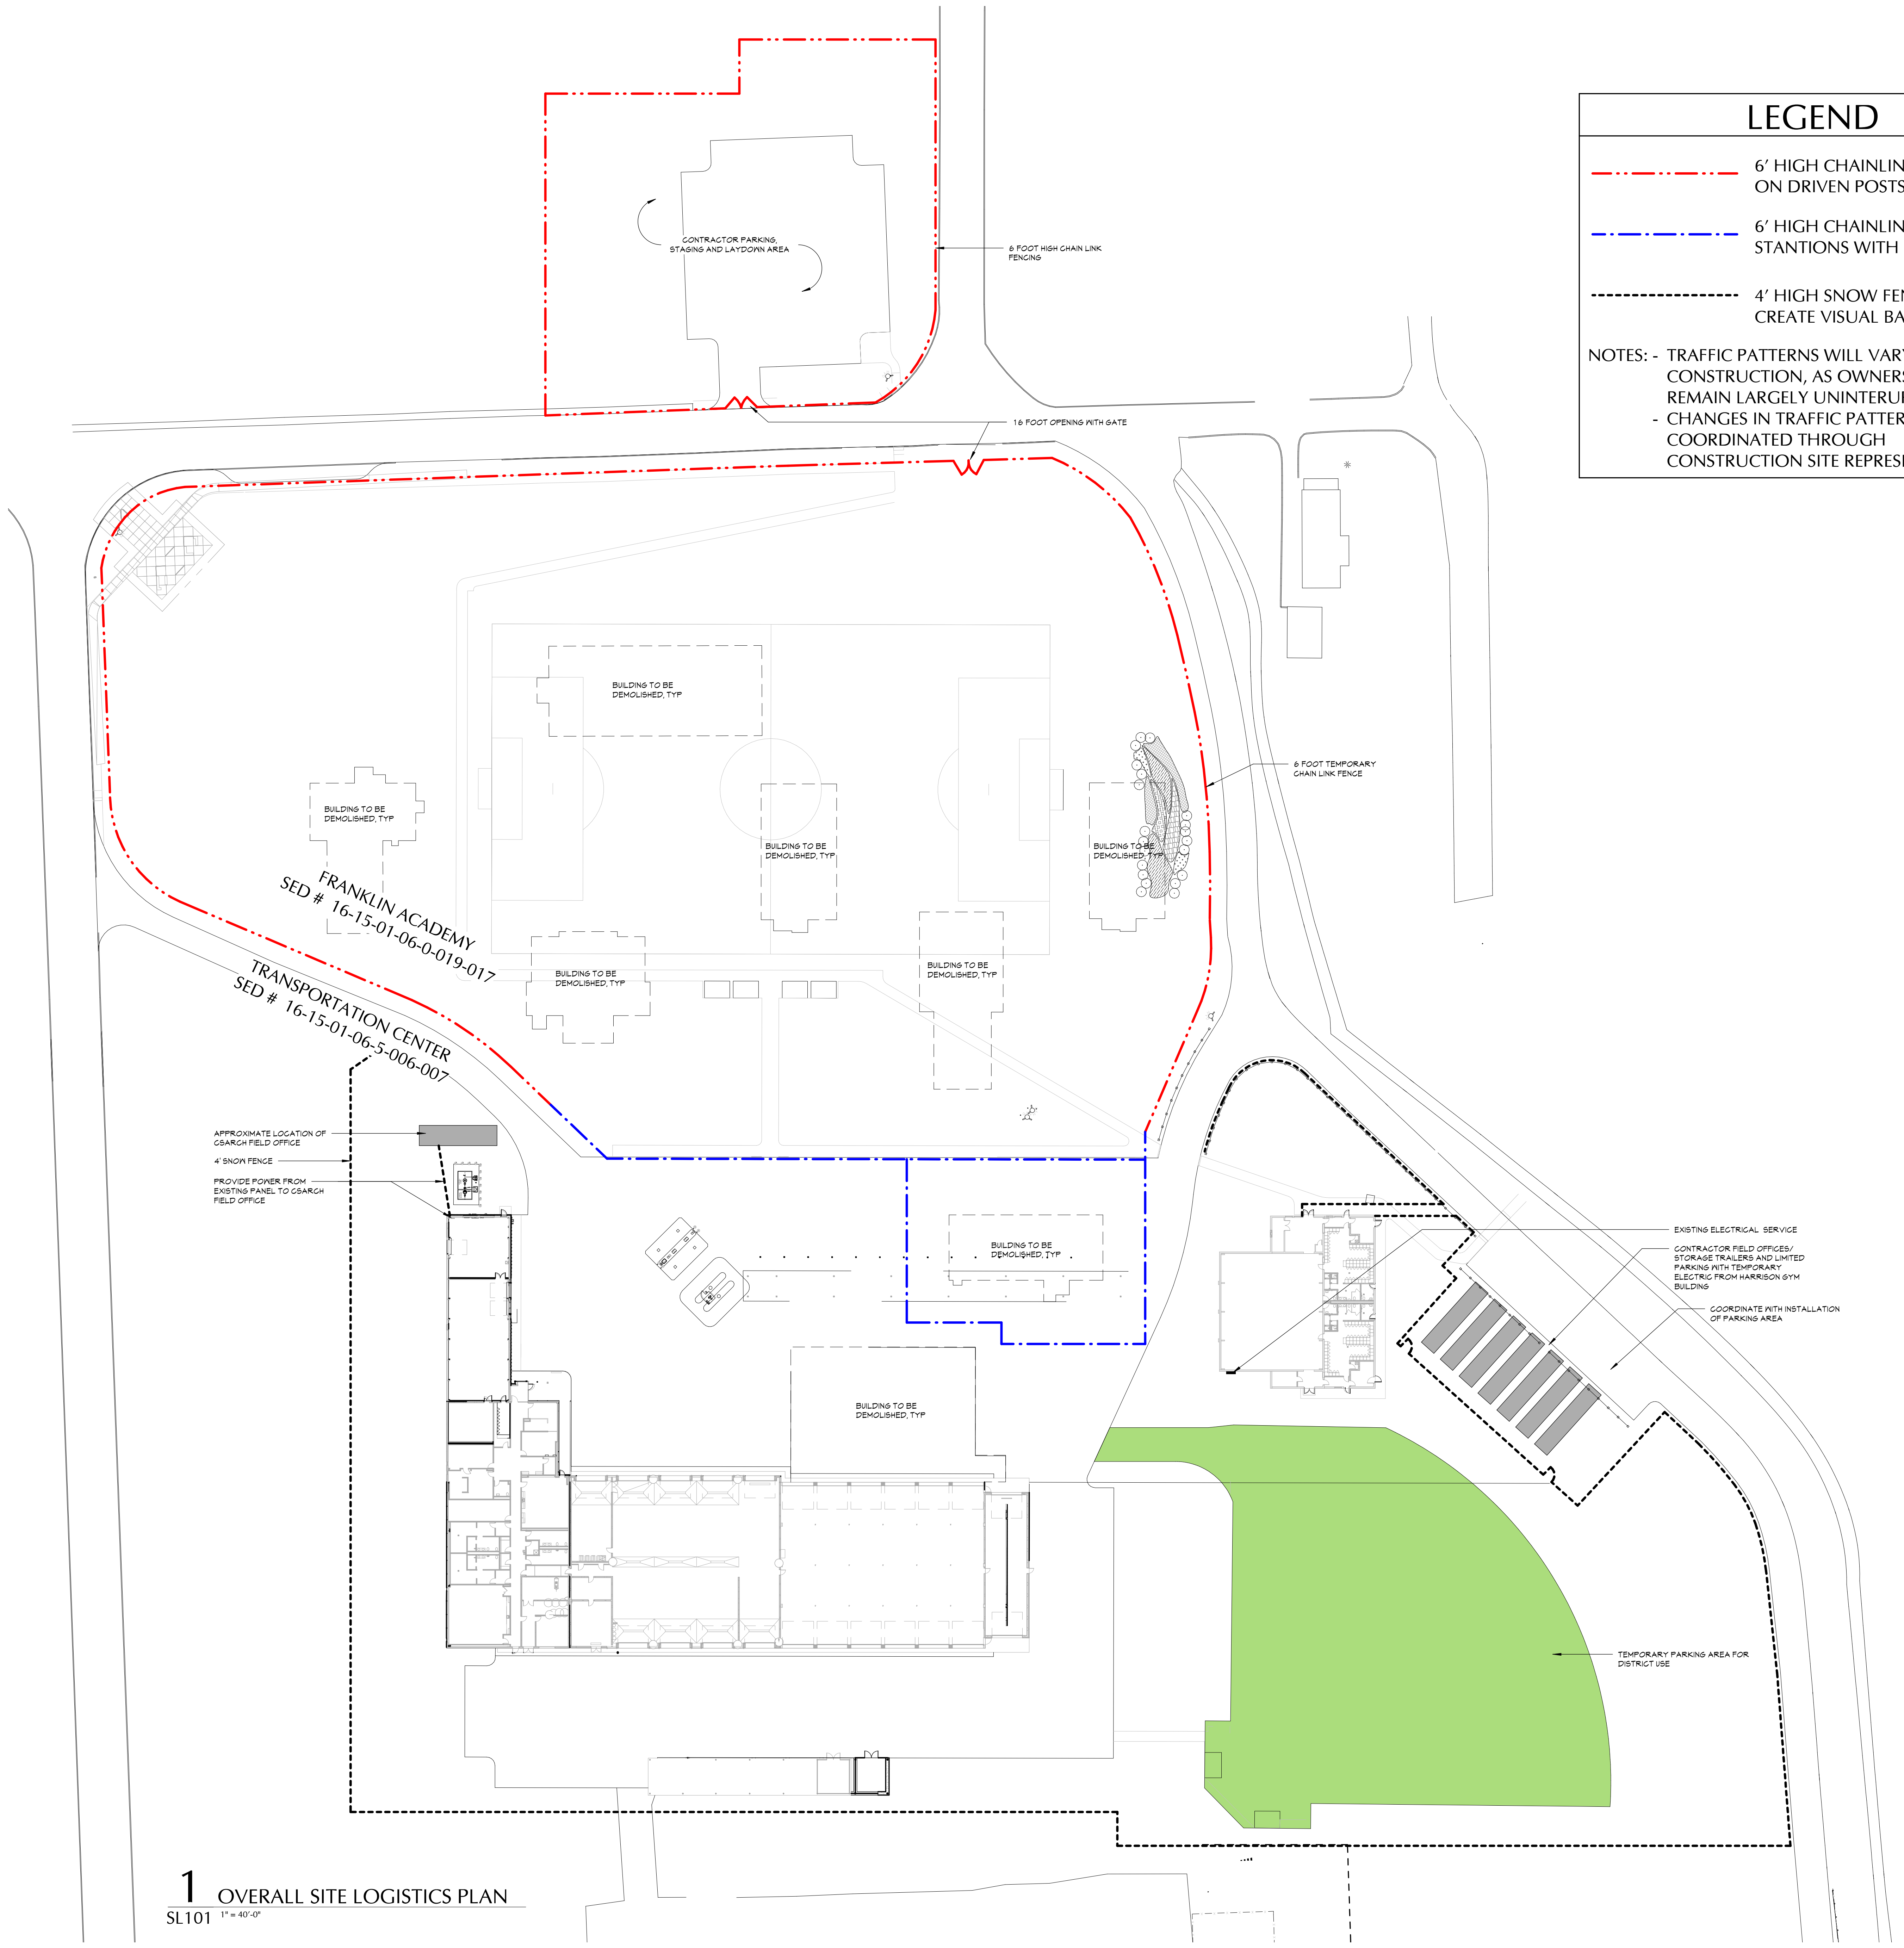 LEGEND
6' HIGH CHAINLIN
ON DRIVEN POSTS
6' HIGH CHAINLIN
STANTIONS WITH
4' HIGH SNOW FEN
CREATE VISUAL BA
NOTES: - TRAFFIC PATTERNS WILL VARY
CONSTRUCTION, AS OWNERS
REMAIN LARGELY UNINTERUP
- CHANGES IN TRAFFIC PATTER
COORDINATED THROUGH
CONSTRUCTION SITE REPRESE
CONTRACTOR PARKING,
STAGING AND LAYDOWN AREA
6 FOOT HIGH CHAIN LINK
FENCING
16 FOOT OPENING WITH GATE
BUILDING TO BE
DEMOLISHED, TYP
6 FOOT TEMPORARY
CHAIN LINK FENCE
BUILDING TO BE
DEMOLISHED, TYP
BUILDING TO BE
DEMOLISHED, TYP
BUILDING TO BE
DEMOLISHED, TYP
FRANKLIN ACADEMY
SED # 16-15-01-06-0-019-017
BUILDING TO BE
DEMOLISHED, TYP
BUILDING TO BE
DEMOLISHED, TYP
TRANSPORTATION CENTER
SED # 16-15-01-06-5-006-007
APPROXIMATE LOCATION OF
CSARCH FIELD OFFICE
4' SNOW FENCE
PROVIDE POWER FROM
EXISTING PANEL TO CSARCH
FIELD OFFICE
BUILDING TO BE
DEMOLISHED, TYP
EXISTING ELECTRICAL SERVICE
CONTRACTOR FIELD OFFICES/
STORAGE TRAILERS AND LIMITED
PARKING WITH TEMPORARY
ELECTRIC FROM HARRISON GYM
BUILDING
COORDINATE WITH INSTALLATION
OF PARKING AREA
BUILDING TO BE
DEMOLISHED, TYP
TEMPORARY PARKING AREA FOR
DISTRICT USE
1 OVERALL SITE LOGISTICS PLAN
SL101 1" = 40'-0"